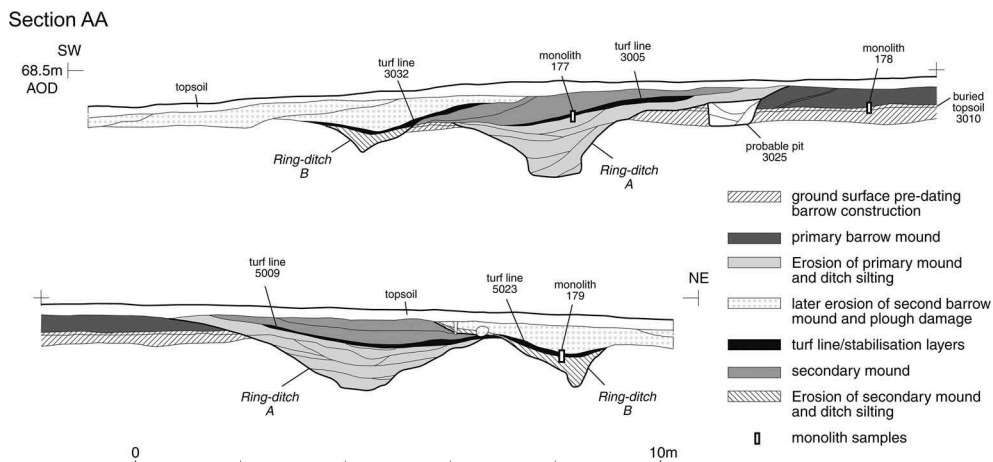 Section AA
SW
68.5m
AOD
topsoil
turf line
3032
monolith
177
turf line
3005
monolith
178
buried
topsoil
3010
probable pit
3025
Ring-ditch
B
Ring-ditch
A
ground surface pre-dating
barrow construction
primary barrow mound
Erosion of primary mound
and ditch silting
later erosion of second barrow
mound and plough damage
turf line/stabilisation layers
secondary mound
Erosion of secondary mound
and ditch silting
monolith samples
turf line
5009
topsoil
turf line
5023
monolith
179
NE
Ring-ditch
A
Ring-ditch
B
0
10m